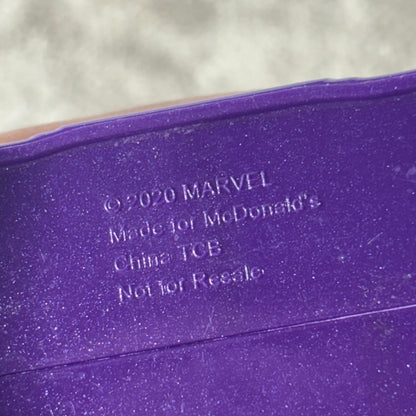 © 2020 MARVEL
Made for McDonald's
China TCB
Not for Resale